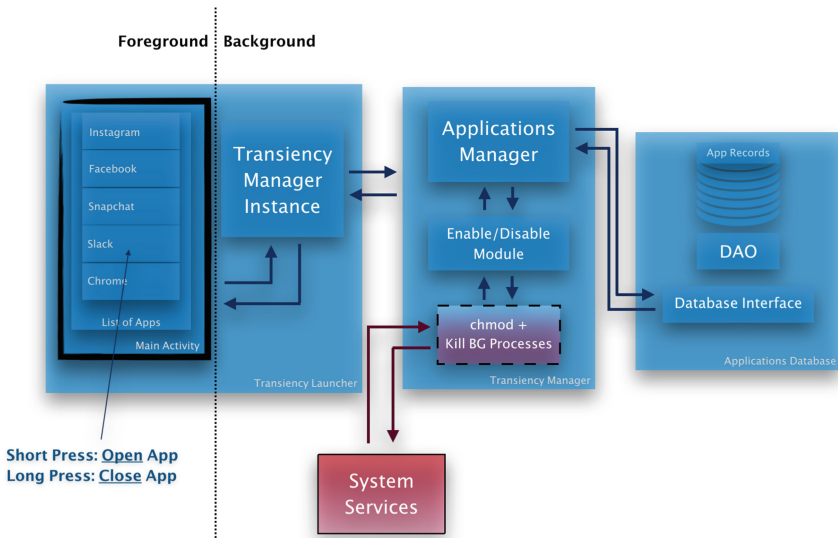 Foreground
Background
Instagram
Facebook
Snapchat
Slack
Chrome
List of Apps
Main Activity
Transiency
Manager
Instance
Transiency Launcher
Applications
Manager
Enable/Disable
Module
chmod +
Kill BG Processes
Transiency Manager
App Records
DAO
Database Interface
Applications Database
Short Press: Open App
Long Press: Close App
System
Services